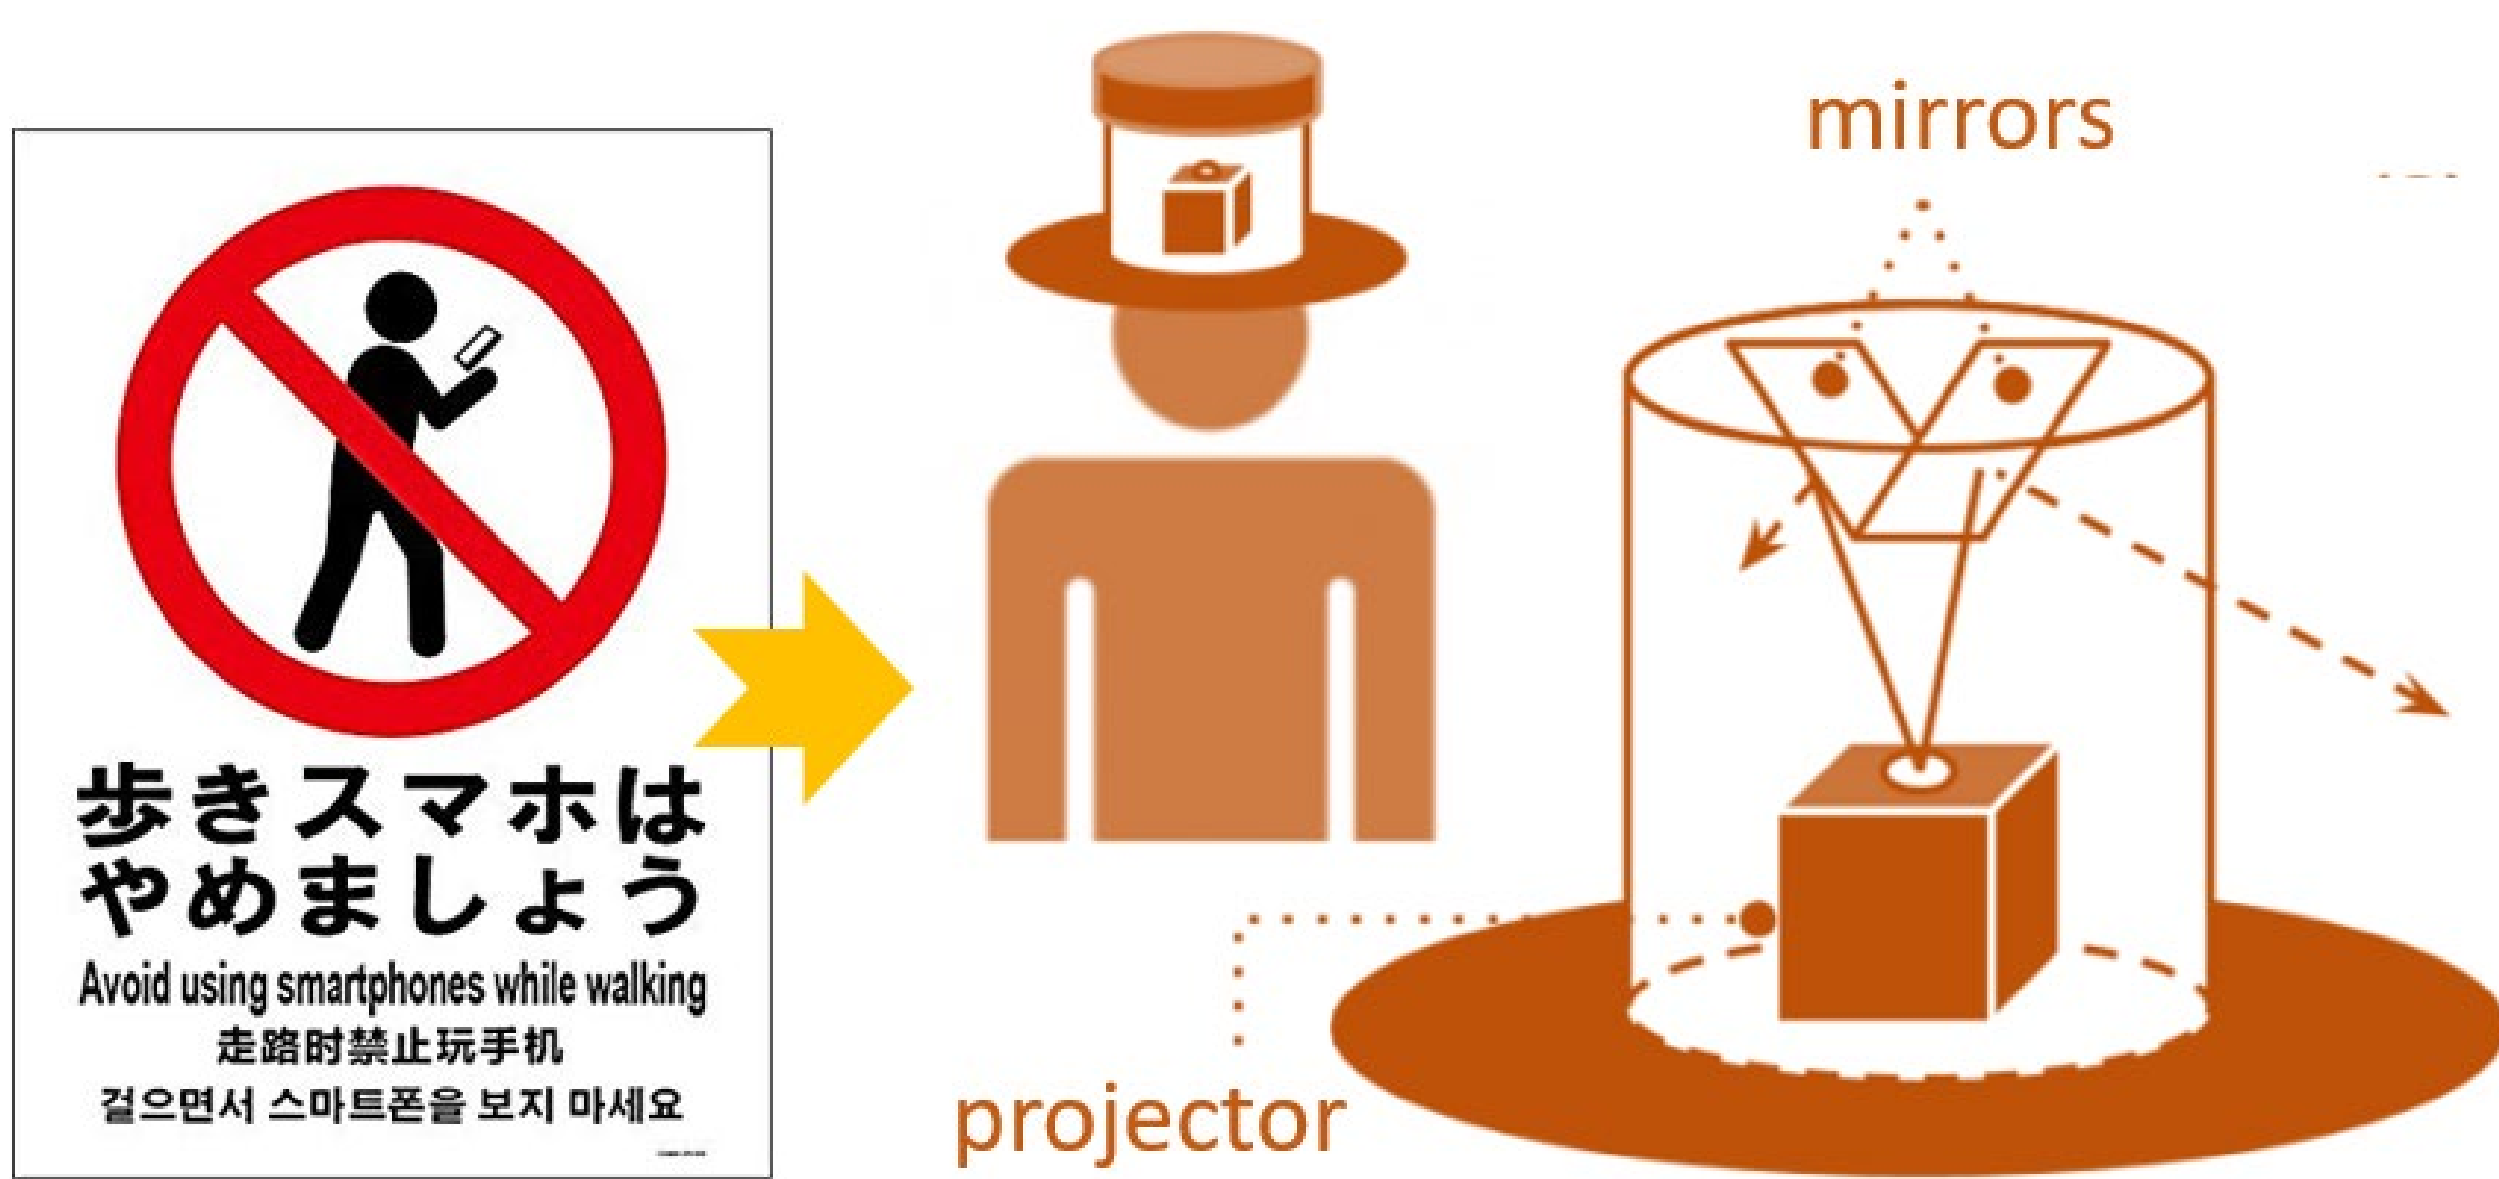 歩きスマホは
やめましょう
Avoid using smartphones while walking
走路时禁止玩手机
걸으면서 스마트폰을 보지 마세요
mirrors
projector